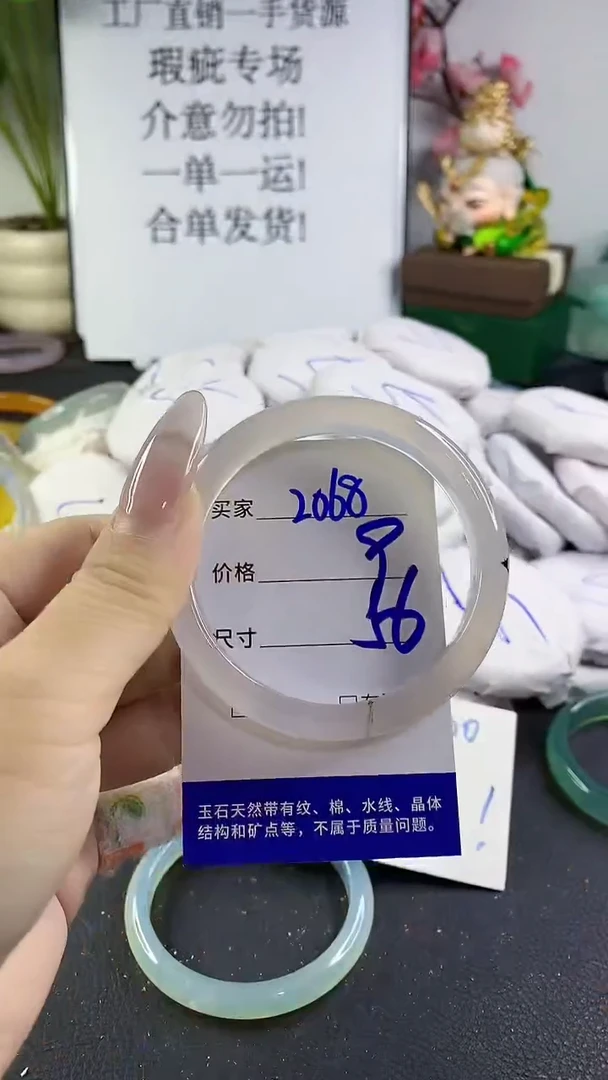 工厂直销一手货源
瑕疵专场
介意勿拍!
一单一运!
合单发货!
买家 2068
价格
尺寸 56
玉石天然带有纹、棉、水线、晶体
结构和矿点等，不属于质量问题。